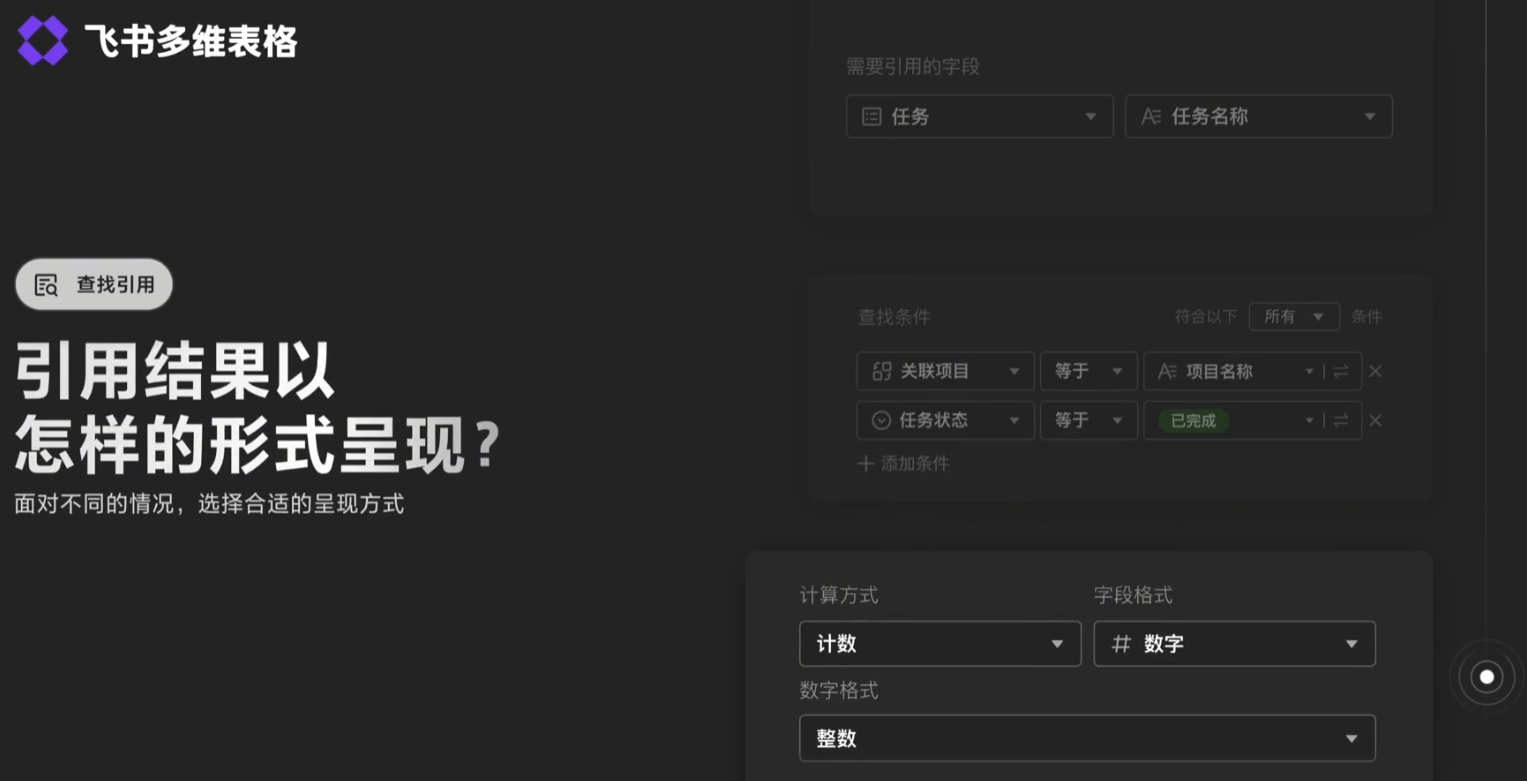 飞书多维表格
查找引用
引用结果以
怎样的形式呈现?
面对不同的情况，选择合适的呈现方式
需要引用的字段
任务 任务名称
查找条件 符合以下 所有 条件
关联项目 等于 项目名称
任务状态 等于 已完成
添加条件
计算方式 字段格式
计数 数字
数字格式
整数